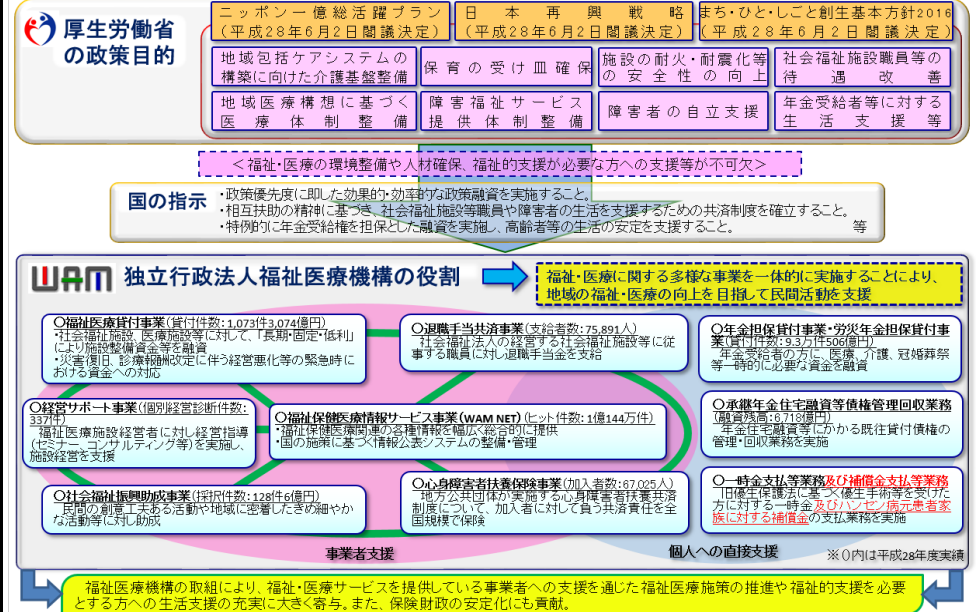 厚生労働省
の政策目的
ニッポン一億総活躍プラン
(平成28年6月2日閣議決定)
日本再興戦略
(平成28年6月2日閣議決定)
まち・ひと・しごと創生基本方針2016
(平成28年6月2日閣議決定)
地域包括ケアシステムの
構築に向けた介護基盤整備
保育の受け皿確保
施設の耐火・耐震化等
の安全性の向上
社会福祉施設職員等の
待遇改善
地域医療構想に基づく
医療体制整備
障害福祉サービス
提供体制整備
障害者の自立支援
年金受給者等に対する
生活支援等
＜福祉・医療の環境整備や人材確保、福祉的支援が必要な方への支援等が不可欠＞
国の指示
・政策優先度に即した効果的・効率的な政策融資を実施すること。
・相互扶助の精神に基づき、社会福祉施設等職員や障害者の生活を支援するための共済制度を確立すること。
・特例的に年金受給権を担保とした融資を実施し、高齢者等の生活の安定を支援すること。 等
WAM 独立行政法人福祉医療機構の役割
福祉・医療に関する多様な事業を一体的に実施することにより、
地域の福祉・医療の向上を目指して民間活動を支援
〇福祉医療貸付事業(貸付件数:1,073件3,074億円)
・社会福祉施設、医療施設等に対して、「長期・固定・低利」
により施設整備資金等を融資
・災害復旧、診療報酬改定に伴う経営悪化等の緊急時に
おける資金への対応
〇退職手当共済事業(支給者数:75,891人)
社会福祉法人の経営する社会福祉施設等に従
事する職員に対し退職手当金を支給
〇年金担保貸付事業・労災年金担保貸付事
業(貸付件数:9.3万件506億円)
年金受給者の方に、医療、介護、冠婚葬祭
等一時的に必要な資金を融資
〇経営サポート事業(個別経営診断件数:
337件)
福祉医療施設経営者に対し経営指導
(セミナー、コンサルティング等)を実施し、
施設経営を支援
〇福祉保健医療情報サービス事業(WAM NET)(ヒット件数:1億144万件)
・福祉保健医療関連の各種情報を幅広く総合的に提供
・国の施策に基づく情報公表システムの整備・管理
〇承継年金住宅融資等債権管理回収業務
(融資残高:6,718億円)
年金住宅融資等にかかる既往貸付債権の
管理・回収業務を実施
〇社会福祉振興助成事業(採択件数:128件6億円)
民間の創意工夫ある活動や地域に密着したきめ細やか
な活動等に対し助成
〇心身障害者扶養保険事業(加入者数:67,025人)
地方公共団体が実施する心身障害者扶養共済
制度について、加入者に対して負う共済責任を全
国規模で保険
〇一時金支払等業務及び補償金支払等業務
旧優生保護法に基づく優生手術等を受けた
方に対する一時金及びハンセン病元患者家
族に対する補償金の支払業務を実施
事業者支援
個人への直接支援
※()内は平成28年度実績
福祉医療機構の取組により、福祉・医療サービスを提供している事業者への支援を通じた福祉医療施策の推進や福祉的支援を必要
とする方への生活支援の充実に大きく寄与。また、保険財政の安定化にも貢献。